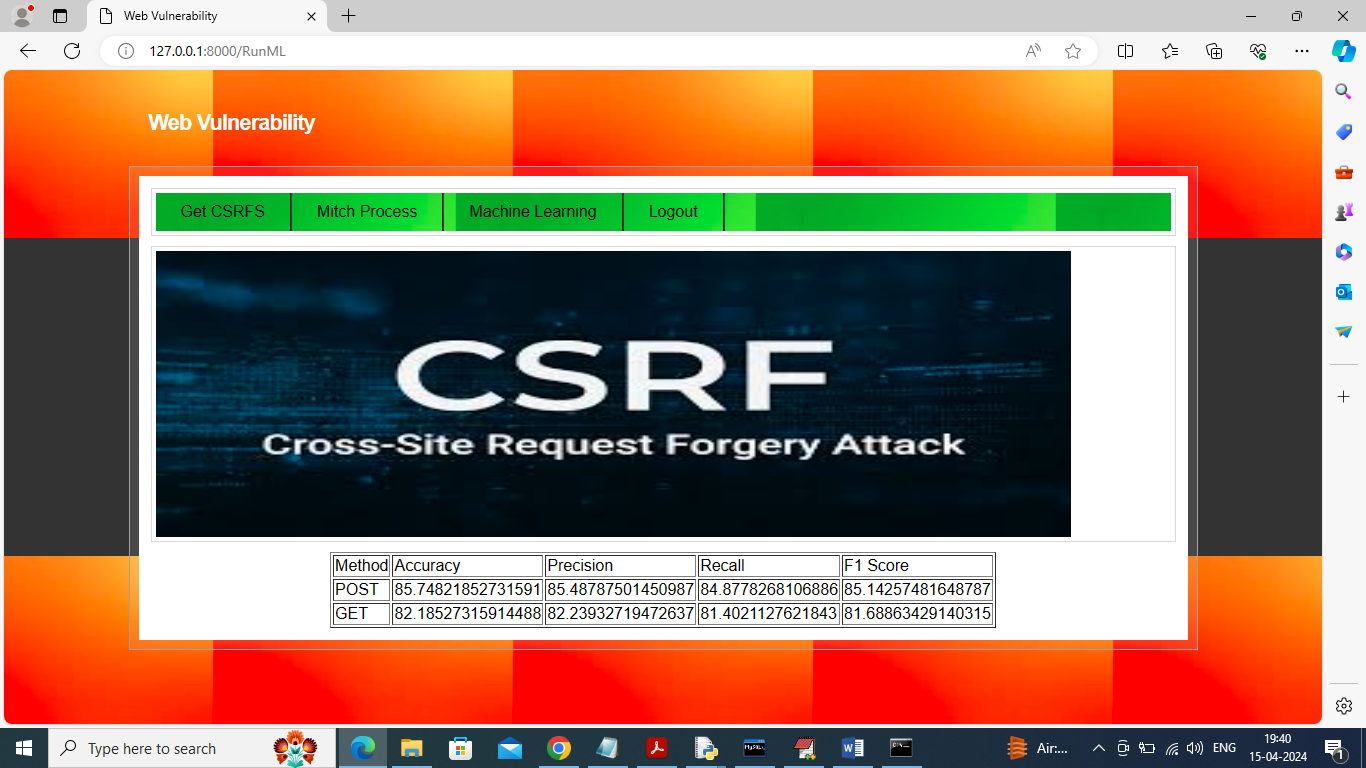 Web Vulnerability
127.0.0.1:8000/RunML
Web Vulnerability
Get CSRFS Mitch Process Machine Learning Logout
CSRF
Cross-Site Request Forgery Attack
Method Accuracy Precision Recall F1 Score
POST 85.74821852731591 85.48787501450987 84.8778268106886 85.14257481648787
GET 82.18527315914488 82.23932719472637 81.4021127621843 81.68863429140315
Type here to search
Air:...
ENG
19:40
15-04-2024
1